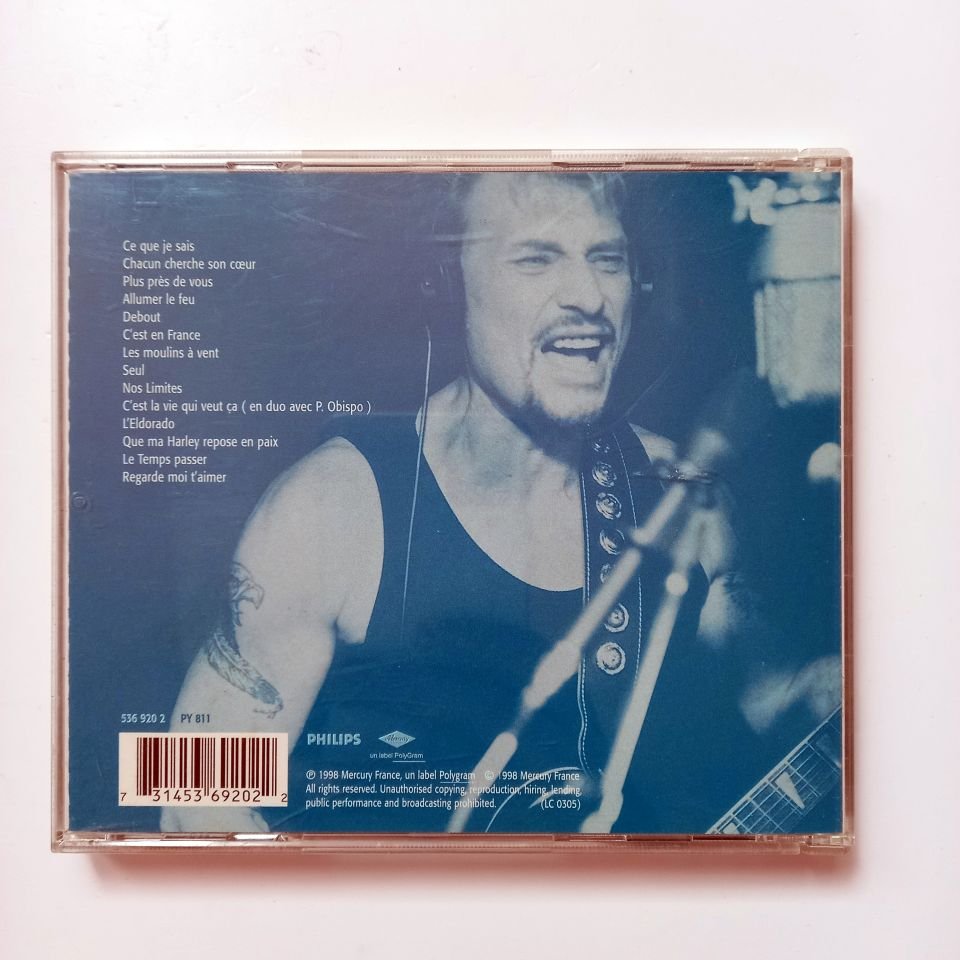 Ce que je sais
Chacun cherche son cœur
Plus près de vous
Allumer le feu
Debout
C'est en France
Les moulins à vent
Seul
Nos Limites
C'est la vie qui veut ça ( en duo avec P. Obispo )
L'Eldorado
Que ma Harley repose en paix
Le Temps passer
Regarde moi t'aimer
536 920 2 PY 811
7 31453 69202 2
PHILIPS
un label PolyGram
℗ 1998 Mercury France, un label Polygram © 1998 Mercury France
All rights reserved. Unauthorised copying, reproduction, hiring, lending,
public performance and broadcasting prohibited. (LC 0305)